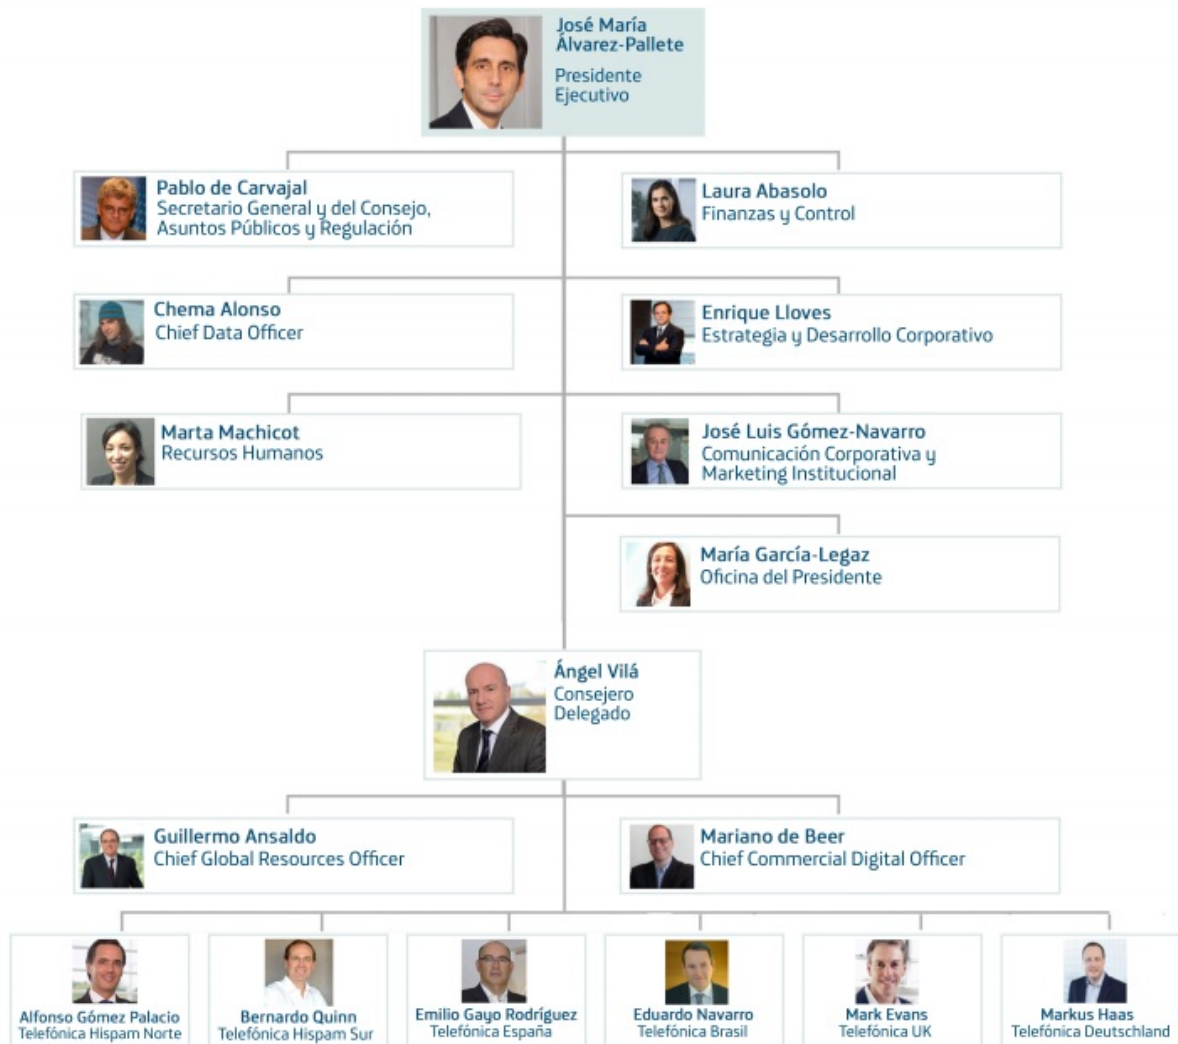 José María
Álvarez-Pallete
Presidente
Ejecutivo
Pablo de Carvajal
Secretario General y del Consejo,
Asuntos Públicos y Regulación
Laura Abasolo
Finanzas y Control
Chema Alonso
Chief Data Officer
Enrique Lloves
Estrategia y Desarrollo Corporativo
Marta Machicot
Recursos Humanos
José Luis Gómez-Navarro
Comunicación Corporativa y
Marketing Institucional
María García-Legaz
Oficina del Presidente
Ángel Vilá
Consejero
Delegado
Guillermo Ansaldo
Chief Global Resources Officer
Mariano de Beer
Chief Commercial Digital Officer
Alfonso Gómez Palacio
Telefónica Hispam Norte
Bernardo Quinn
Telefónica Hispam Sur
Emilio Gayo Rodríguez
Telefónica España
Eduardo Navarro
Telefónica Brasil
Mark Evans
Telefónica UK
Markus Haas
Telefónica Deutschland